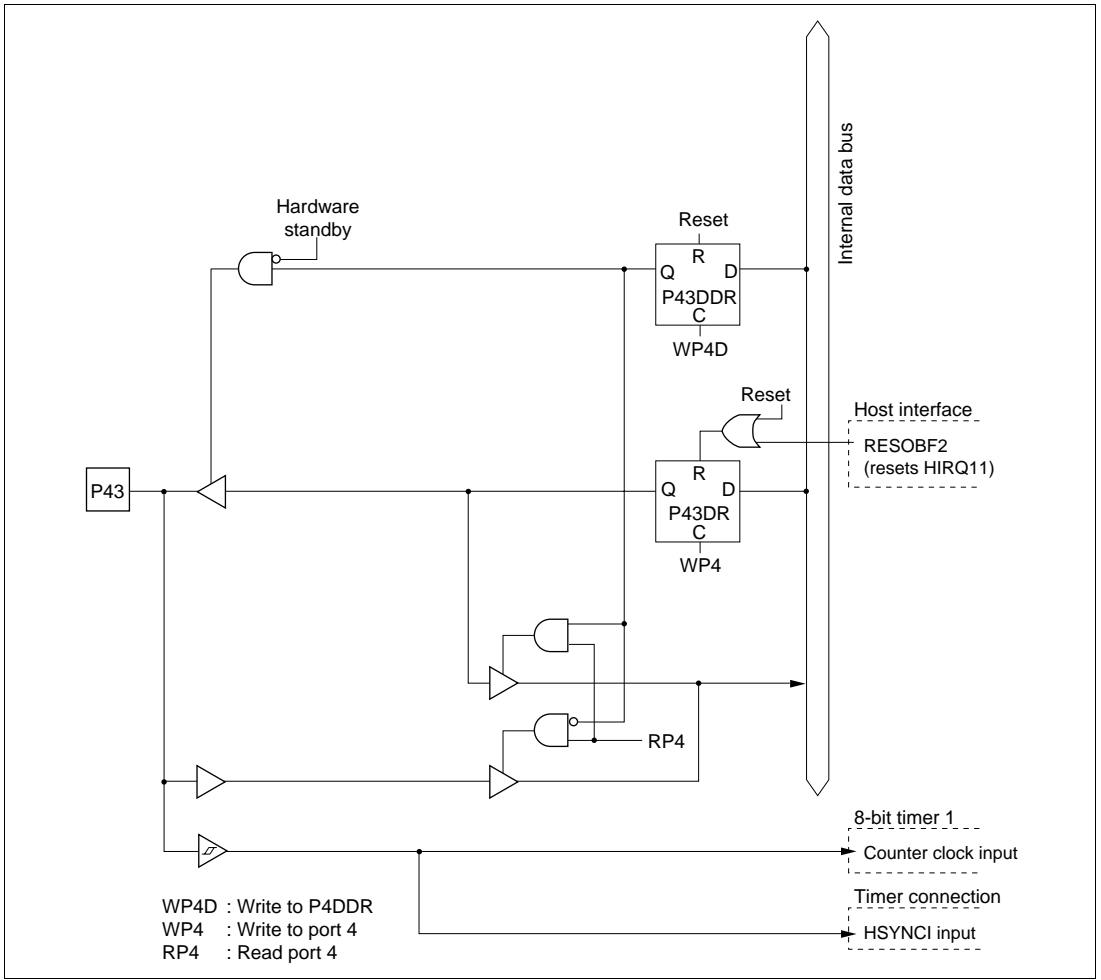 Internal data bus
Hardware
standby
Reset
R
Q
D
P43DDR
C
WP4D
Reset
Host interface
RESOBF2
(resets HIRQ11)
R
P43
Q
D
P43DR
C
WP4
RP4
8-bit timer 1
Counter clock input
Timer connection
HSYNCI input
WP4D : Write to P4DDR
WP4 : Write to port 4
RP4 : Read port 4